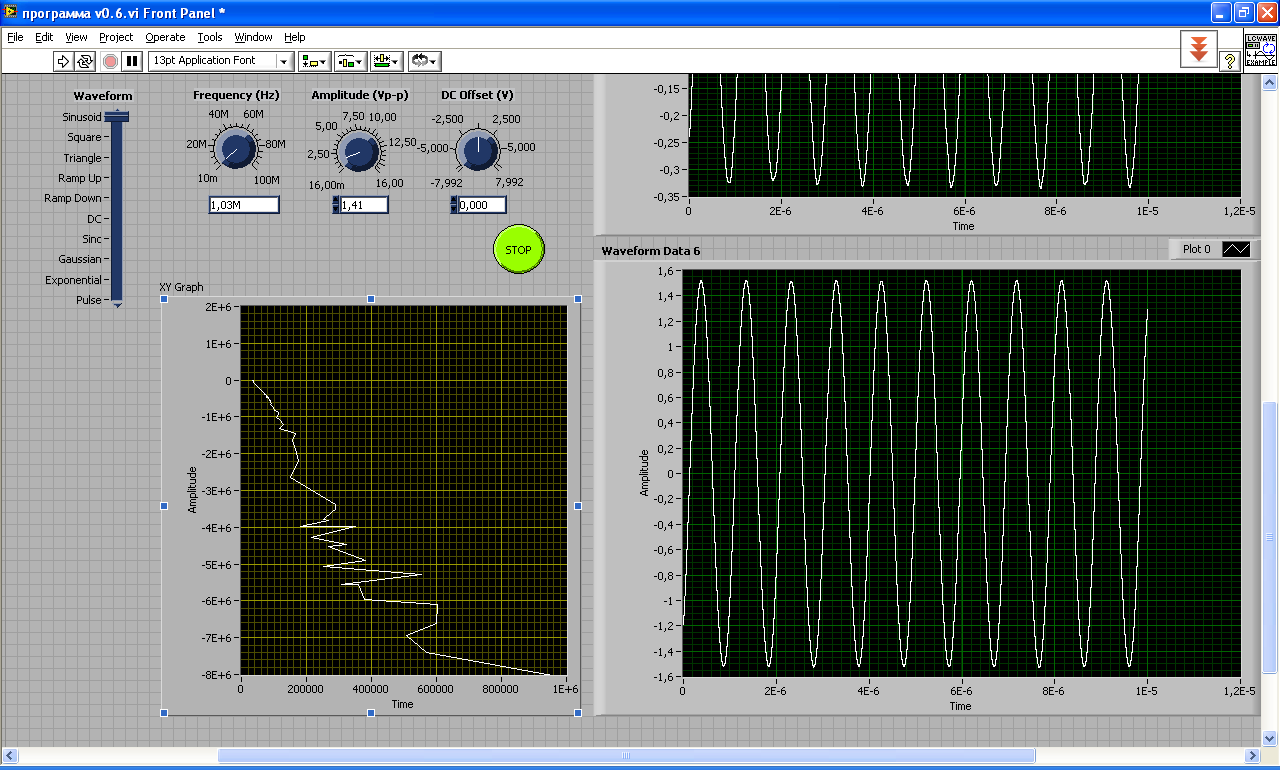 программа v0.6.vi Front Panel *
File Edit View Project Operate Tools Window Help
13pt Application Font
?
LCWAVE
EXAMPLE
Waveform
Sinusoid
Square
Triangle
Ramp Up
Ramp Down
DC
Sinc
Gaussian
Exponential
Pulse
Frequency (Hz)
40M 60M
20M 80M
10m 100M
1,03M
Amplitude (Vp-p)
7,50 10,00
5,00 12,50
2,50
16,00m 16,00
1,41
DC Offset (V)
-2,500 2,500
-5,000 5,000
-7,992 7,992
0,000
STOP
-0,15
-0,2
-0,25
-0,3
-0,35
0 2E-6 4E-6 6E-6 8E-6 1E-5 1,2E-5
Time
XY Graph
2E+6
1E+6
0
-1E+6
-2E+6
-3E+6
-4E+6
-5E+6
-6E+6
-7E+6
-8E+6
Amplitude
0 200000 400000 600000 800000 1E+6
Time
Waveform Data 6
Plot 0
1,6
1,4
1,2
1
0,8
0,6
0,4
0,2
0
-0,2
-0,4
-0,6
-0,8
-1
-1,2
-1,4
-1,6
Amplitude
0 2E-6 4E-6 6E-6 8E-6 1E-5 1,2E-5
Time